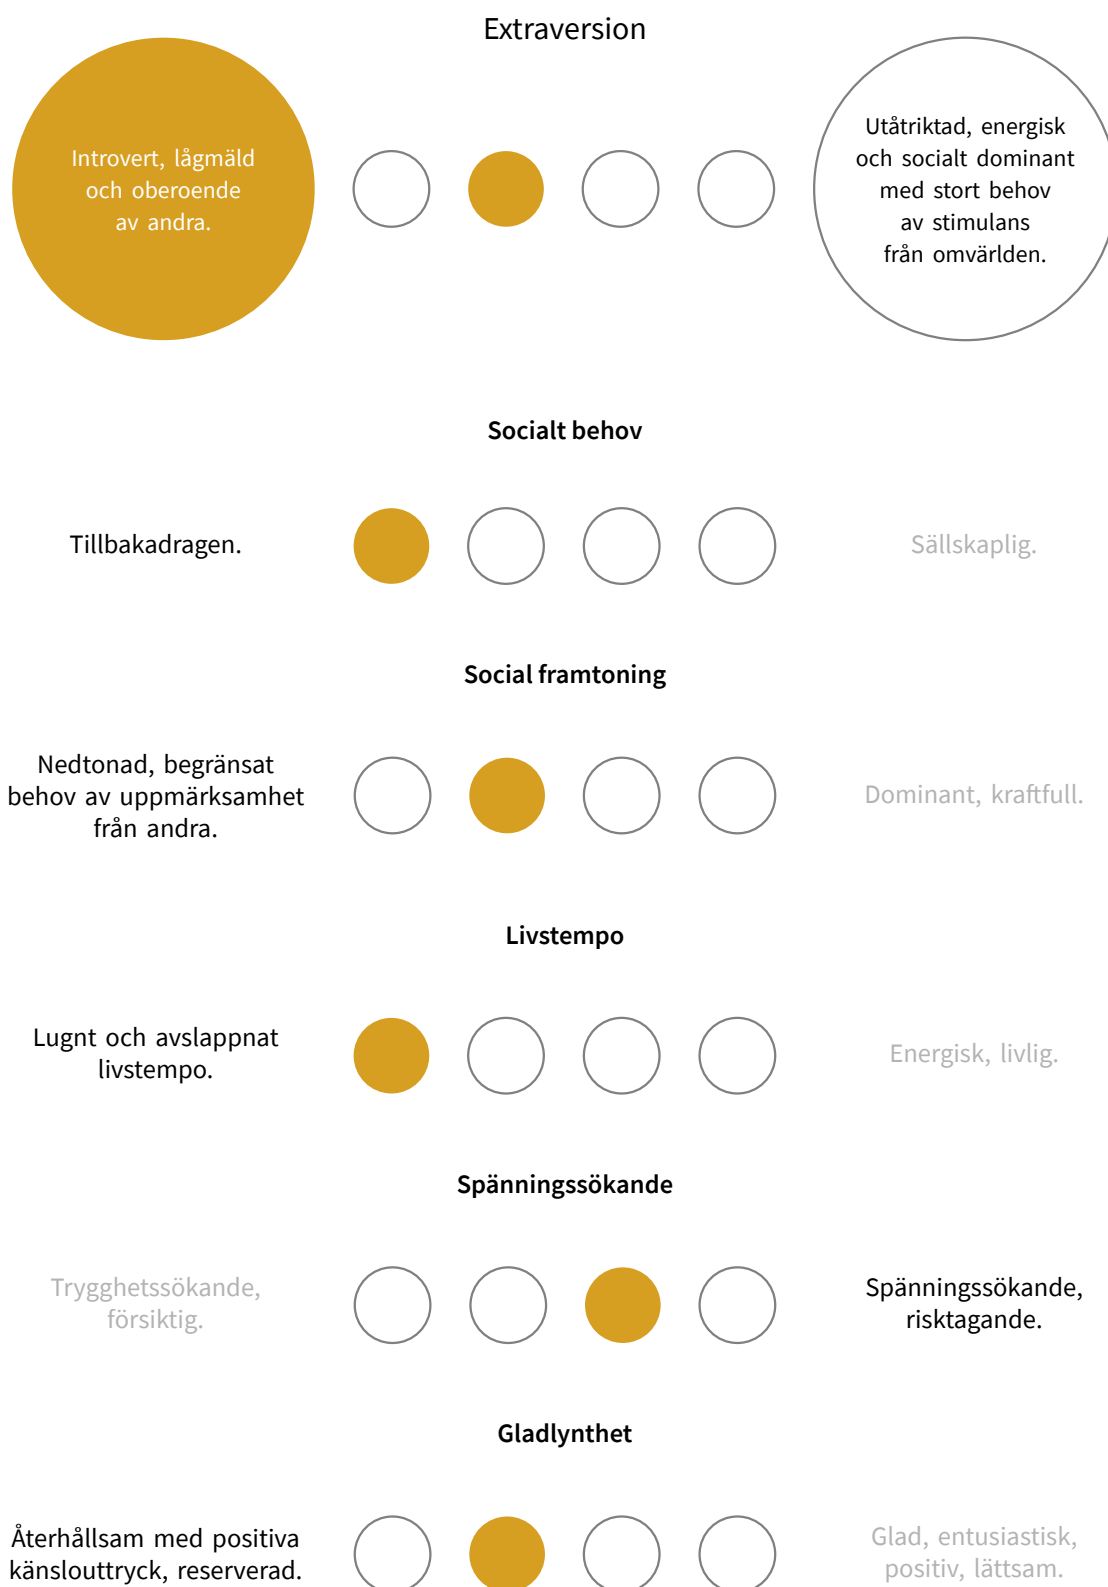 Extraversion
Introvert, lågmäld
och oberoende
av andra.
Utåtriktad, energisk
och socialt dominant
med stort behov
av stimulans
från omvärlden.
Socialt behov
Tillbakadragen.
Sällskaplig.
Social framtoning
Nedtonad, begränsat
behov av uppmärksamhet
från andra.
Dominant, kraftfull.
Livstempo
Lugnt och avslappnat
livstempo.
Energisk, livlig.
Spänningssökande
Trygghetssökande,
försiktig.
Spänningssökande,
risktagande.
Gladlynthet
Återhållsam med positiva
känslouttryck, reserverad.
Glad, entusiastisk,
positiv, lättsam.